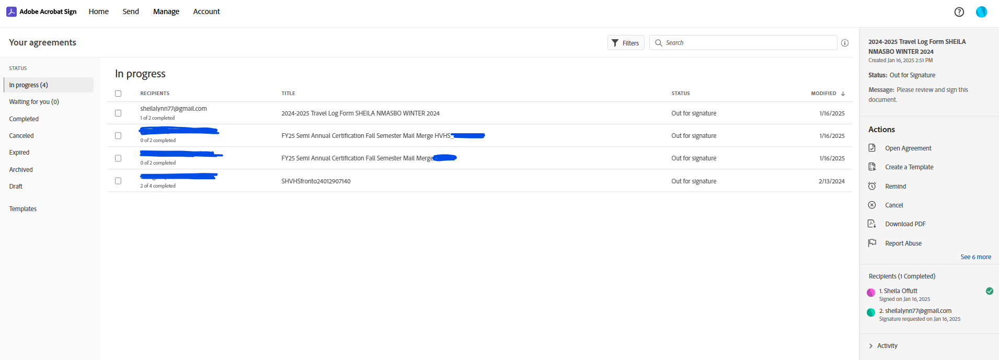 Adobe Acrobat Sign Home Send Manage Account
Your agreements
Filters
Search
STATUS
In progress (4)
Waiting for you (0)
Completed
Canceled
Expired
Archived
Draft
Templates
In progress
RECIPIENTS TITLE STATUS MODIFIED
sheilalynn77@gmail.com
1 of 2 completed
2024-2025 Travel Log Form SHEILA NMASBO WINTER 2024 Out for signature 1/16/2025
0 of 2 completed
FY25 Semi Annual Certification Fall Semester Mail Merge HVHS_ Out for signature 1/16/2025
0 of 2 completed
FY25 Semi Annual Certification Fall Semester Mail Merge Out for signature 1/16/2025
2 of 4 completed
SHVHSfronto24012907140 Out for signature 2/13/2024
2024-2025 Travel Log Form SHEILA
NMASBO WINTER 2024
Created Jan 16, 2025 2:51 PM
Status: Out for Signature
Message: Please review and sign this
document.
Actions
Open Agreement
Create a Template
Remind
Cancel
Download PDF
Report Abuse
See 6 more
Recipients (1 Completed)
1. Sheila Offutt
Signed on Jan 16, 2025
2. sheilalynn77@gmail.com
Signature requested on Jan 16, 2025
Activity